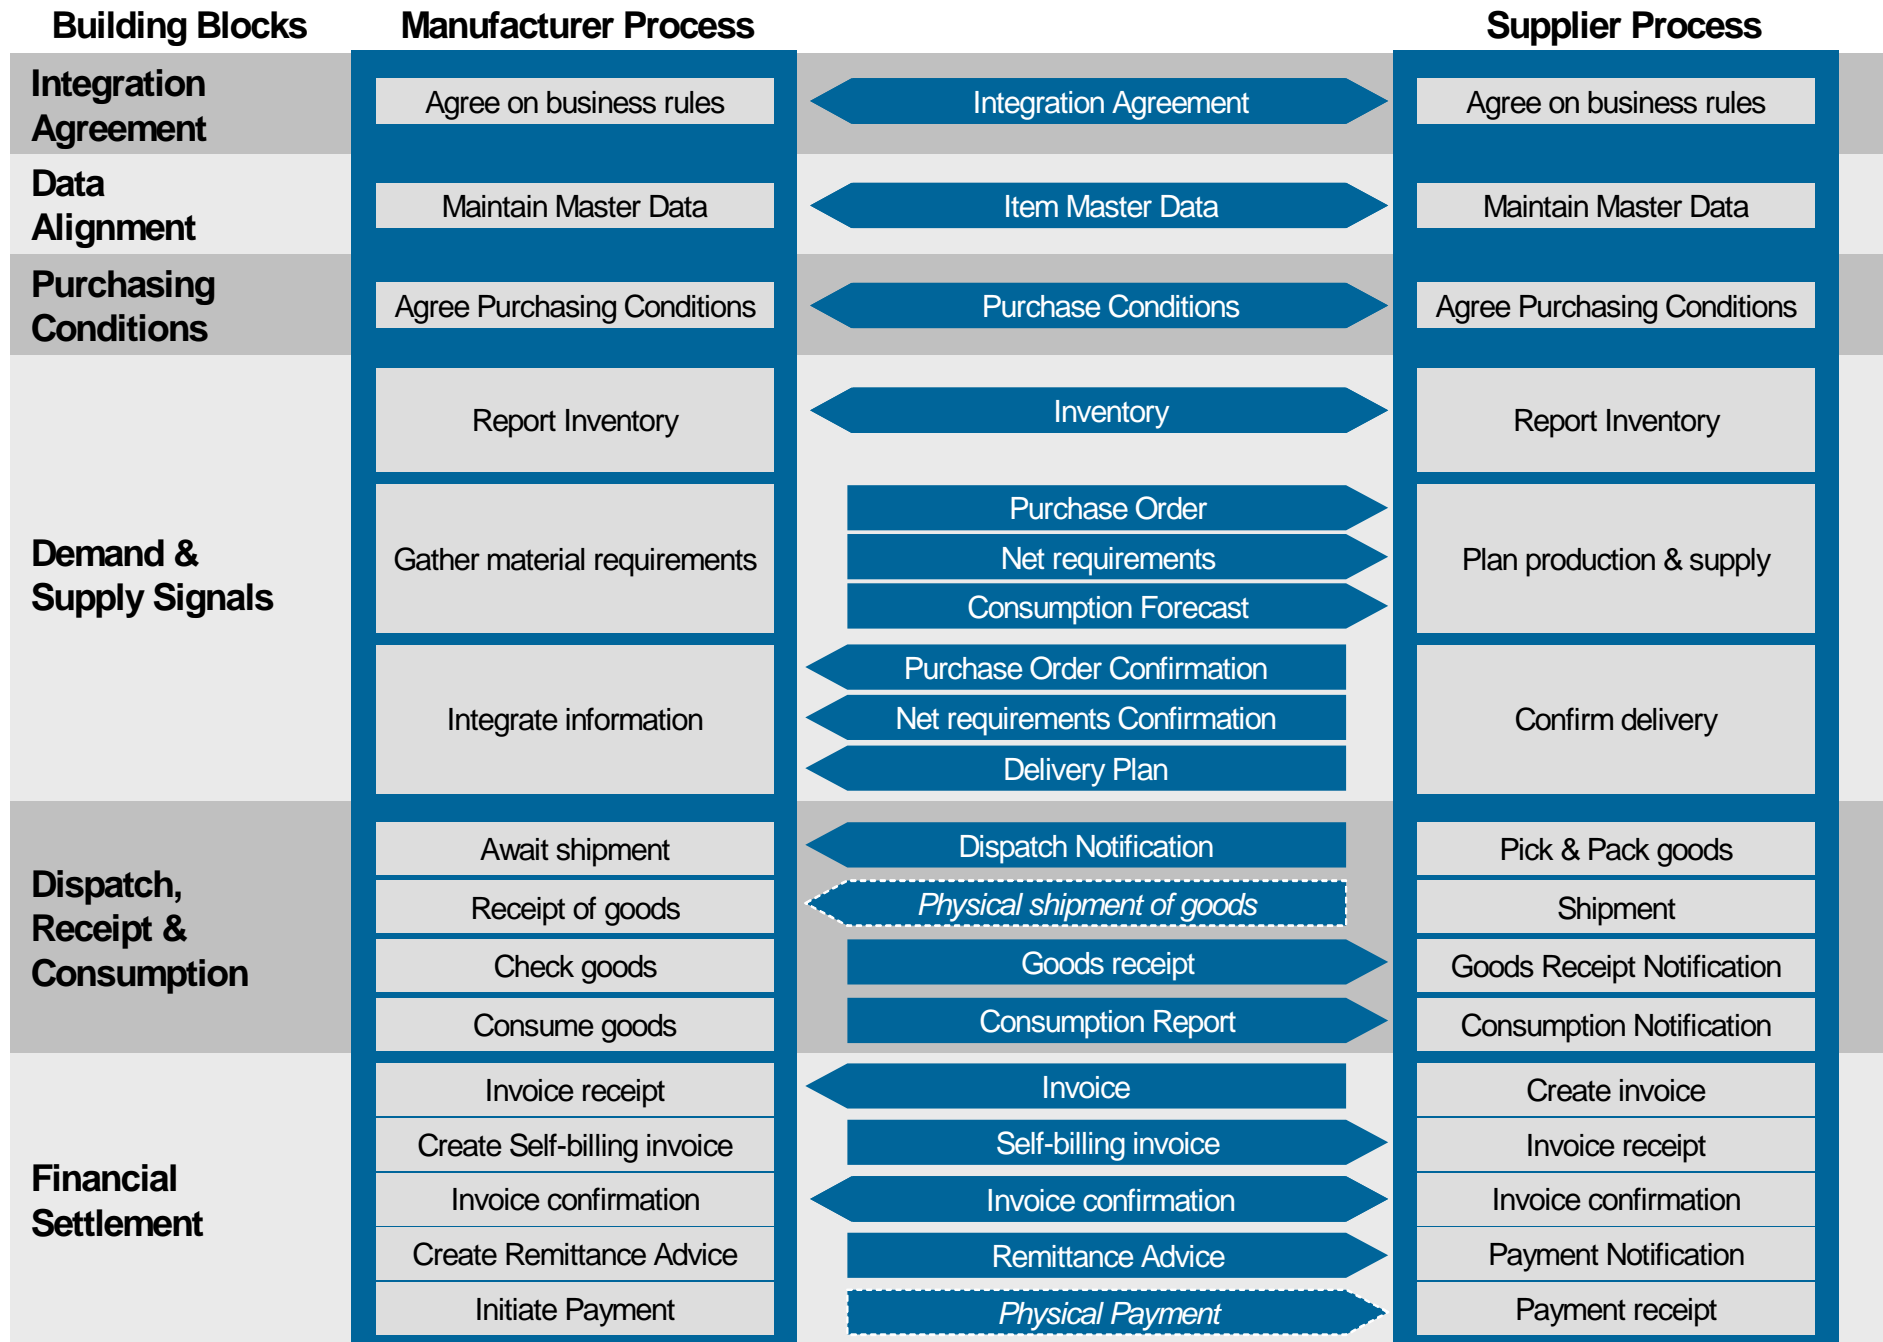 Building Blocks Manufacturer Process Supplier Process
Integration
Agreement
Agree on business rules Integration Agreement Agree on business rules
Data
Alignment
Maintain Master Data Item Master Data Maintain Master Data
Purchasing
Conditions
Agree Purchasing Conditions Purchase Conditions Agree Purchasing Conditions
Demand &
Supply Signals
Report Inventory Inventory Report Inventory
Gather material requirements
Purchase Order
Net requirements
Consumption Forecast
Plan production & supply
Integrate information
Purchase Order Confirmation
Net requirements Confirmation
Delivery Plan
Confirm delivery
Dispatch,
Receipt &
Consumption
Await shipment Dispatch Notification Pick & Pack goods
Receipt of goods Physical shipment of goods Shipment
Check goods Goods receipt Goods Receipt Notification
Consume goods Consumption Report Consumption Notification
Financial
Settlement
Invoice receipt Invoice Create invoice
Create Self-billing invoice Self-billing invoice Invoice receipt
Invoice confirmation Invoice confirmation Invoice confirmation
Create Remittance Advice Remittance Advice Payment Notification
Initiate Payment Physical Payment Payment receipt